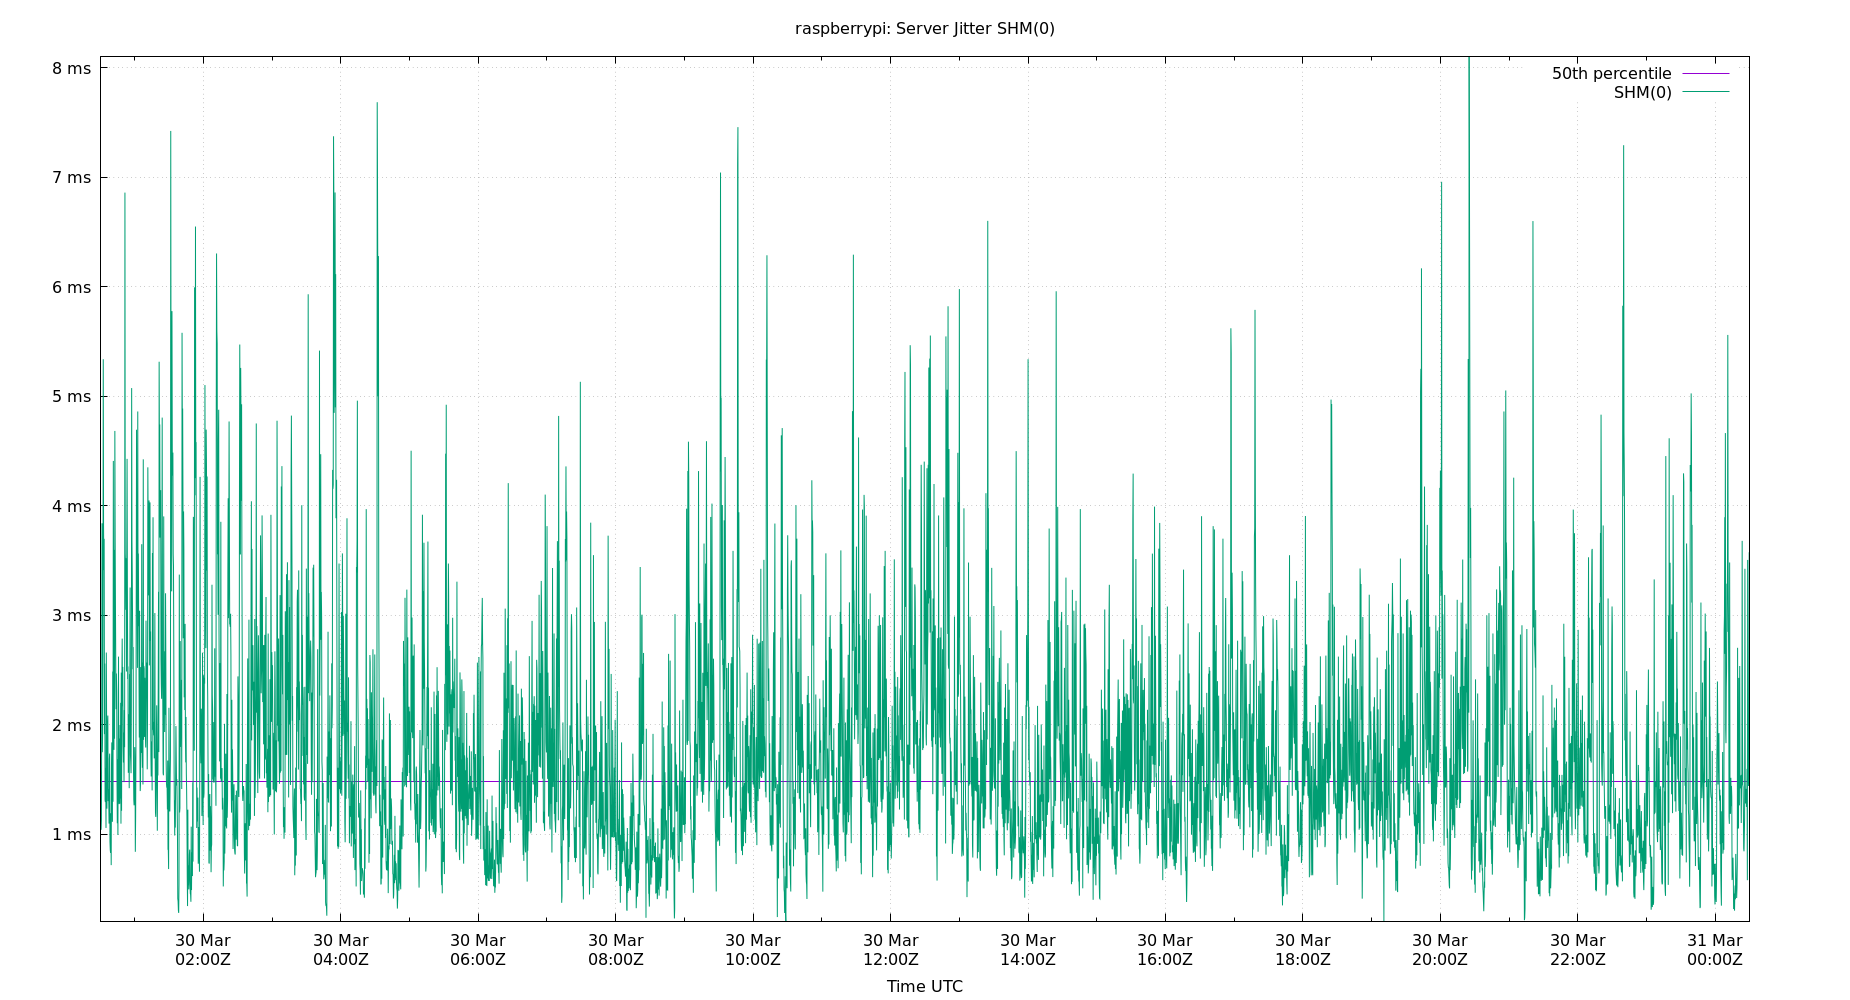 raspberrypi: Server Jitter SHM(0)
8 ms
50th percentile
SHM(0)
7 ms
6 ms
5 ms
4 ms
3 ms
2 ms
1 ms
30 Mar 30 Mar 30 Mar 30 Mar 30 Mar 30 Mar 30 Mar 30 Mar 30 Mar 30 Mar 30 Mar 31 Mar
02:00Z 04:00Z 06:00Z 08:00Z 10:00Z 12:00Z 14:00Z 16:00Z 18:00Z 20:00Z 22:00Z 00:00Z
Time UTC